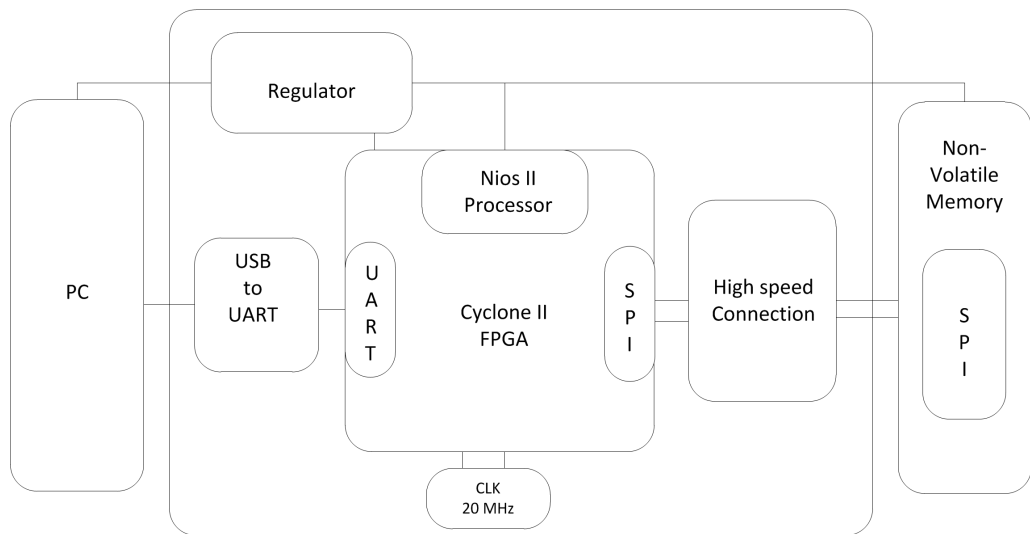 Regulator
Non-
Volatile
Memory
Nios II
Processor
USB
to
UART
U
A
R
T
PC
Cyclone II
FPGA
S
P
I
High speed
Connection
S
P
I
CLK
20 MHz